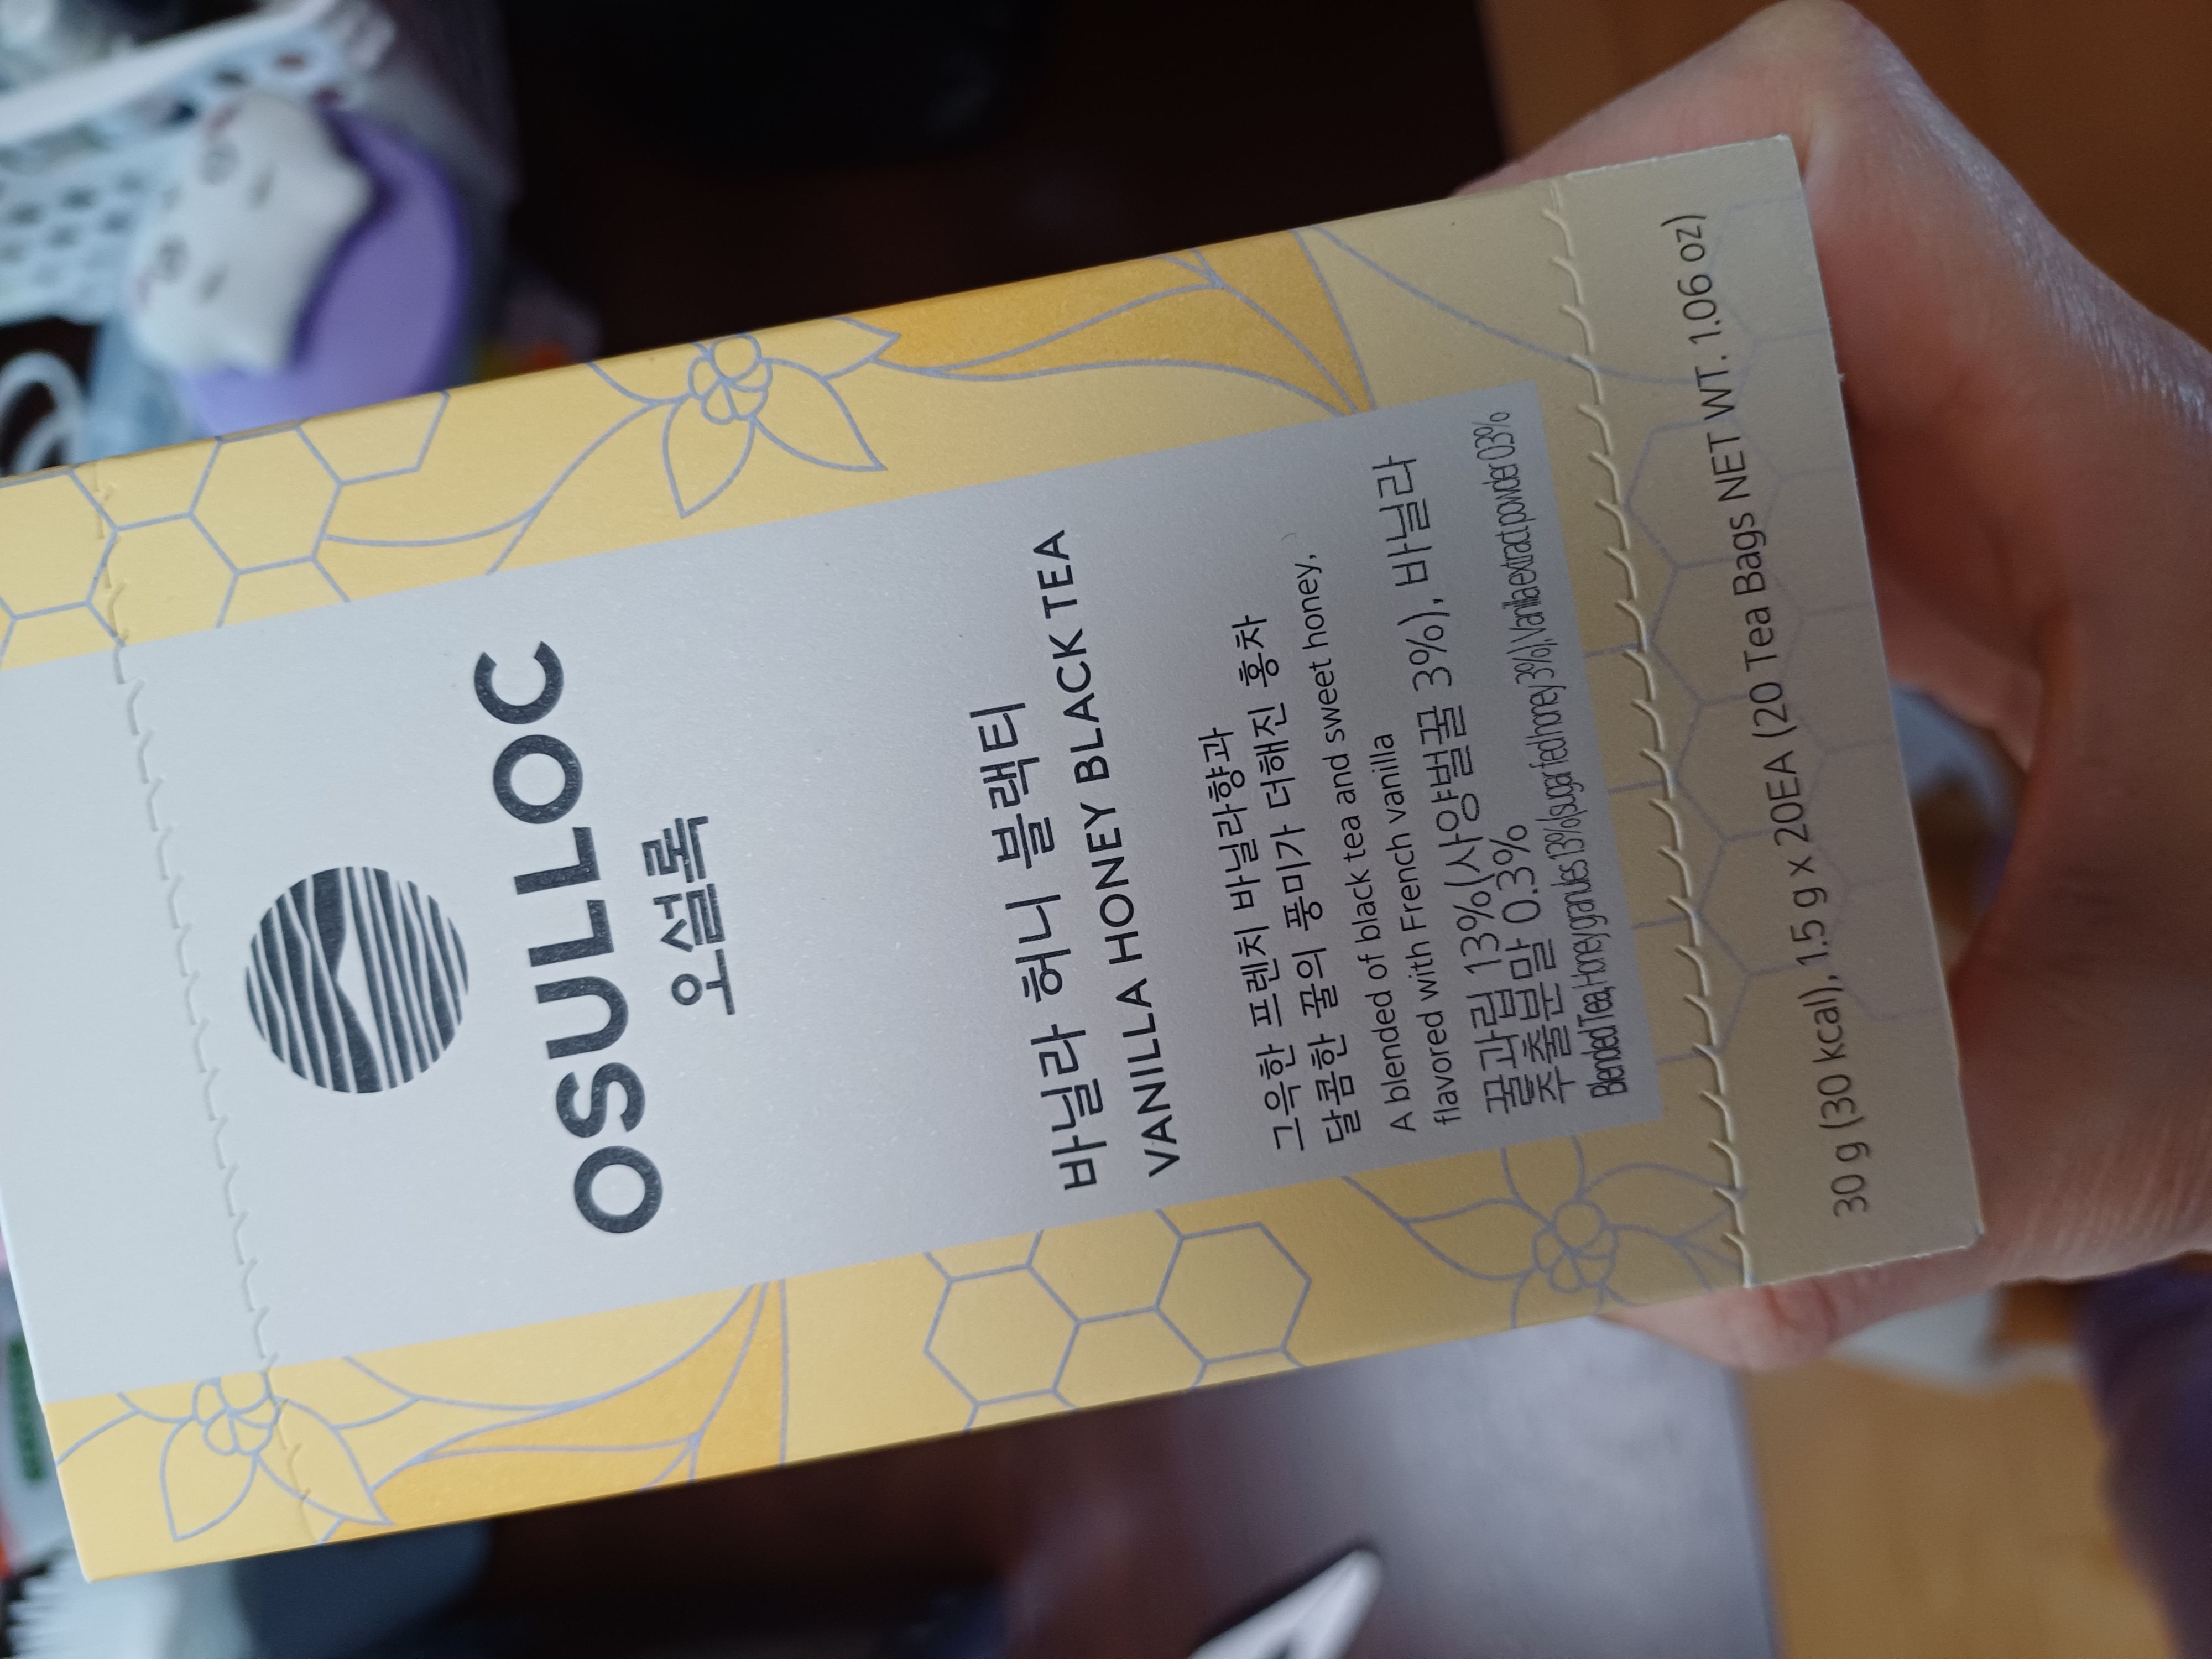 OSULLOC
오설록
바닐라 허니 블랙티
VANILLA HONEY BLACK TEA
그윽한 프렌치 바닐라향과
달콤한 꿀의 풍미가 더해진 홍차
A blended of black tea and sweet honey,
flavored with French vanilla
꿀과립 13%(사양벌꿀 3%), 바닐라
추출분말 0.3%
Blended Tea, Honey granules 13%(sugar fed honey 3%), Vanilla extract powder 0.3%
30 g (30 kcal), 1.5 g x 20EA (20 Tea Bags NET WT. 1.06 oz)